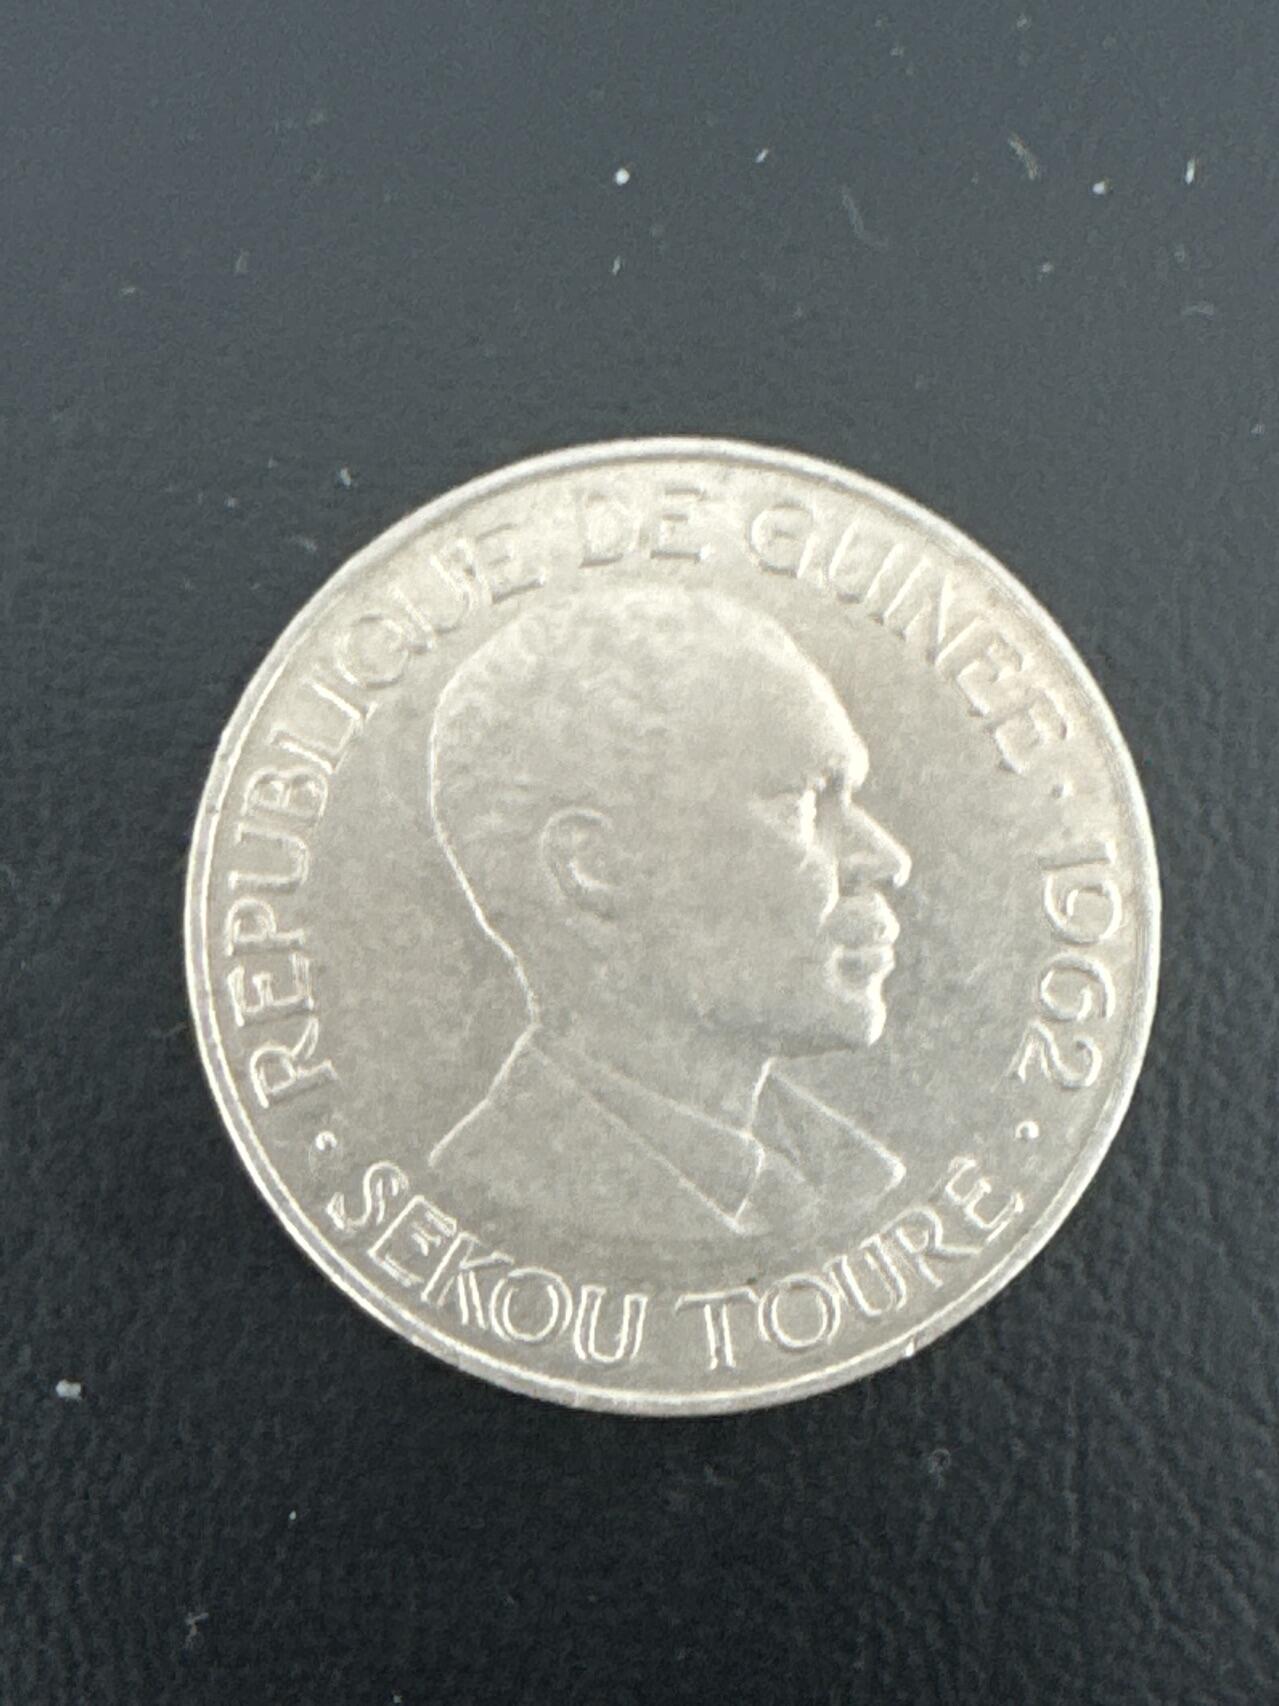 · REPUBLIQUE DE GUINEE · 1962 ·
SEKOU TOURE